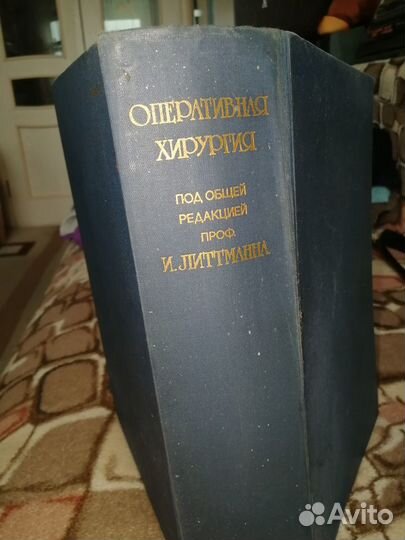 ОПЕРАТИВНАЯ
ХИРУРГИЯ
ПОД ОБЩЕЙ
РЕДАКЦИЕЙ
ПРОФ.
И. ЛИТТМАННА
Avito